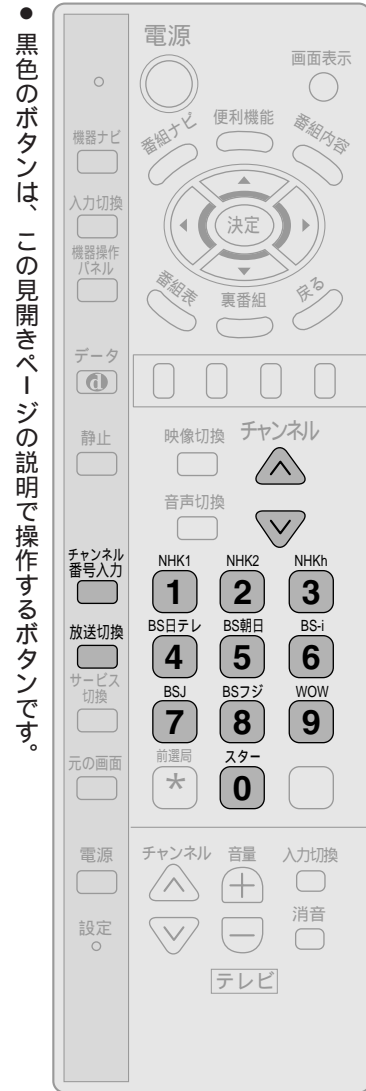 ● 黒色のボタンは、この見開きページの説明で操作するボタンです。
電源
画面表示
機器ナビ
番組ナビ
便利機能
番組内容
入力切換
決定
機器操作
パネル
番組表
裏番組
戻る
データ
d
静止
映像切換
チャンネル
音声切換
チャンネル
番号入力
NHK1 NHK2 NHKh
1 2 3
放送切換
BS日テレ BS朝日 BS-i
4 5 6
サービス
切換
BSJ BSフジ WOW
7 8 9
元の画面
前選局 スター
* 0
電源
チャンネル 音量 入力切換
+
設定
消音
−
テレビ